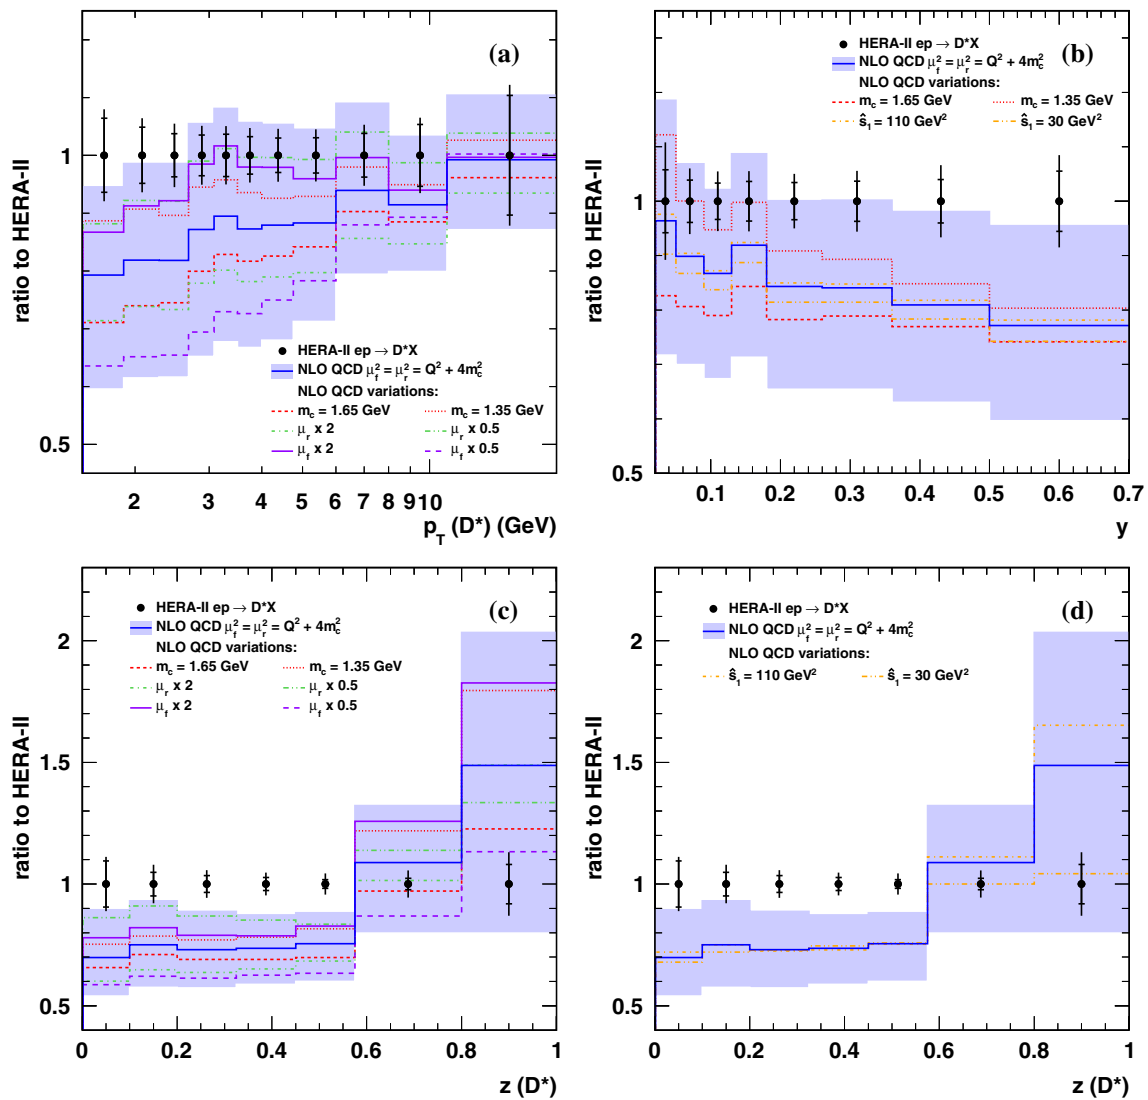 (a)
ratio to HERA-II
1
0.5
HERA-II ep → D*X
NLO QCD μ_f² = μ_r² = Q² + 4m_c²
NLO QCD variations:
m_c = 1.65 GeV
m_c = 1.35 GeV
μ_r x 2
μ_r x 0.5
μ_f x 2
μ_f x 0.5
2 3 4 5 6 7 8 9 10
p_T (D*) (GeV)
(b)
ratio to HERA-II
1
0.5
HERA-II ep → D*X
NLO QCD μ_f² = μ_r² = Q² + 4m_c²
NLO QCD variations:
m_c = 1.65 GeV
m_c = 1.35 GeV
ŝ_1 = 110 GeV²
ŝ_1 = 30 GeV²
0.1 0.2 0.3 0.4 0.5 0.6 0.7
y
(c)
ratio to HERA-II
2
1.5
1
0.5
HERA-II ep → D*X
NLO QCD μ_f² = μ_r² = Q² + 4m_c²
NLO QCD variations:
m_c = 1.65 GeV
m_c = 1.35 GeV
μ_r x 2
μ_r x 0.5
μ_f x 2
μ_f x 0.5
0 0.2 0.4 0.6 0.8 1
z (D*)
(d)
ratio to HERA-II
2
1.5
1
0.5
HERA-II ep → D*X
NLO QCD μ_f² = μ_r² = Q² + 4m_c²
NLO QCD variations:
ŝ_1 = 110 GeV²
ŝ_1 = 30 GeV²
0 0.2 0.4 0.6 0.8 1
z (D*)